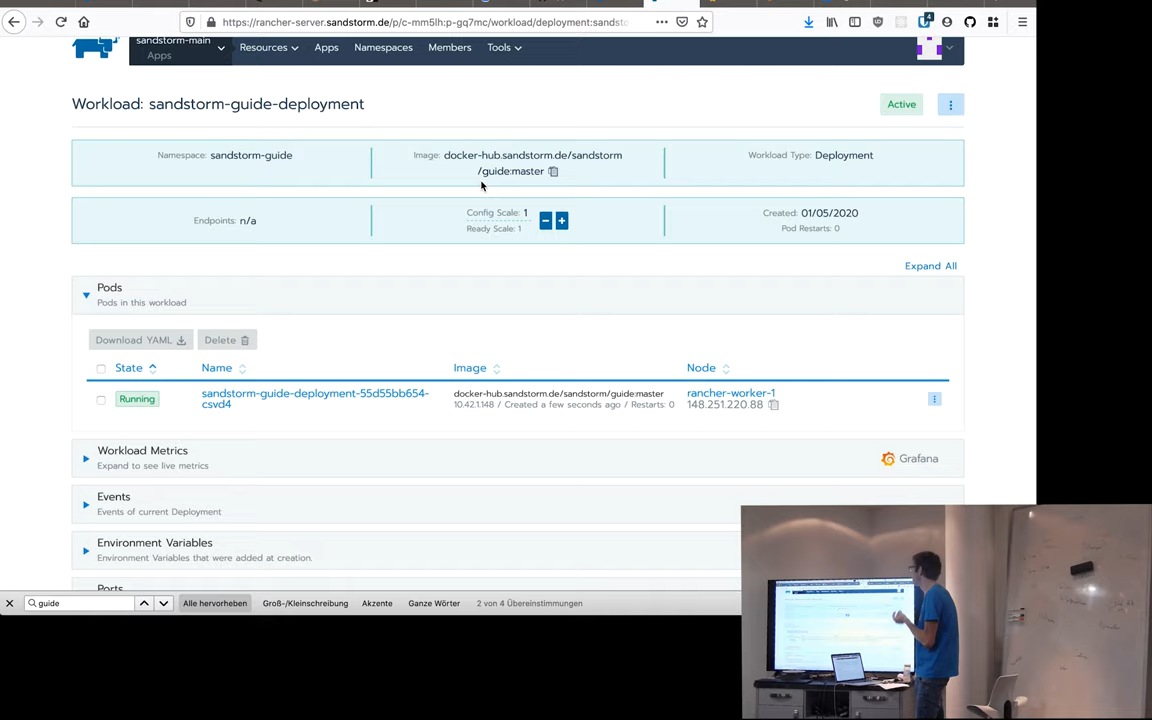 https://rancher-server.sandstorm.de/p/c-mm5lh:p-gq7mc/workload/deployment:sandsto
4
sandstorm-main
Apps
Resources Apps Namespaces Members Tools
Workload: sandstorm-guide-deployment
Active
Namespace: sandstorm-guide
Image: docker-hub.sandstorm.de/sandstorm
/guide:master
Workload Type: Deployment
Endpoints: n/a
Config Scale: 1
Ready Scale: 1
Created: 01/05/2020
Pod Restarts: 0
Expand All
Pods
Pods in this workload
Download YAML Delete
State Name Image Node
Running
sandstorm-guide-deployment-55d55bb654-
csvd4
docker-hub.sandstorm.de/sandstorm/guide:master
10.42.1.148 / Created a few seconds ago / Restarts: 0
rancher-worker-1
148.251.220.88
Workload Metrics
Expand to see live metrics
Grafana
Events
Events of current Deployment
Environment Variables
Environment Variables that were added at creation.
Ports
guide
Alle hervorheben Groß-/Kleinschreibung Akzente Ganze Wörter 2 von 4 Übereinstimmungen